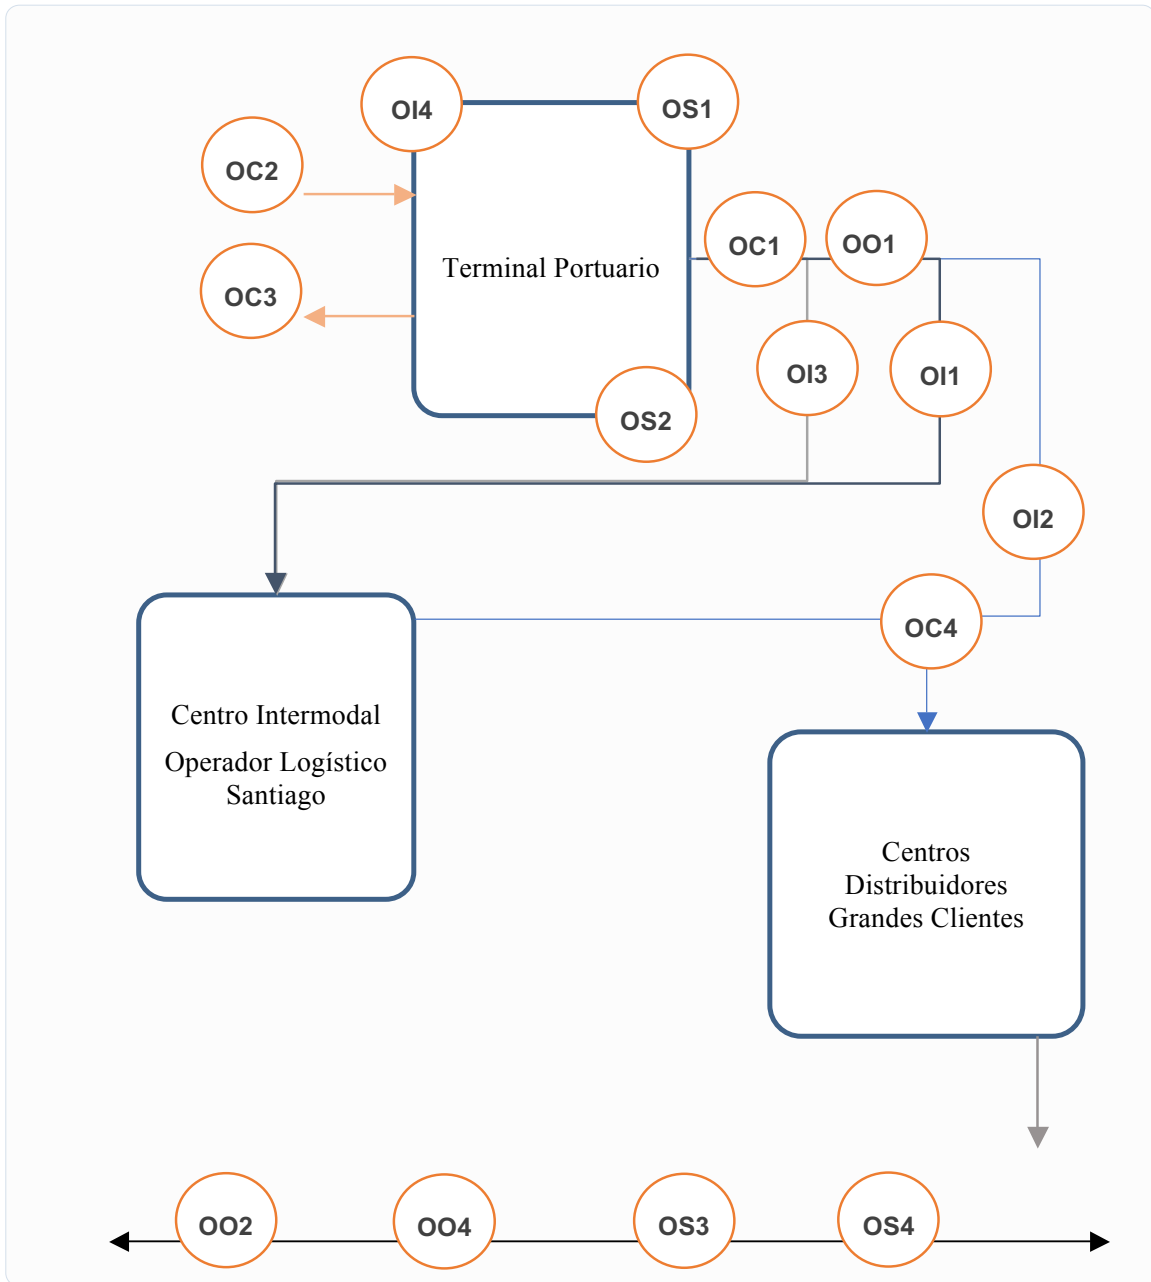 OI4
OS1
OC2
OC1
OO1
Terminal Portuario
OC3
OI3
OI1
OS2
OI2
OC4
Centro Intermodal
Operador Logístico
Santiago
Centros
Distribuidores
Grandes Clientes
OO2
OO4
OS3
OS4